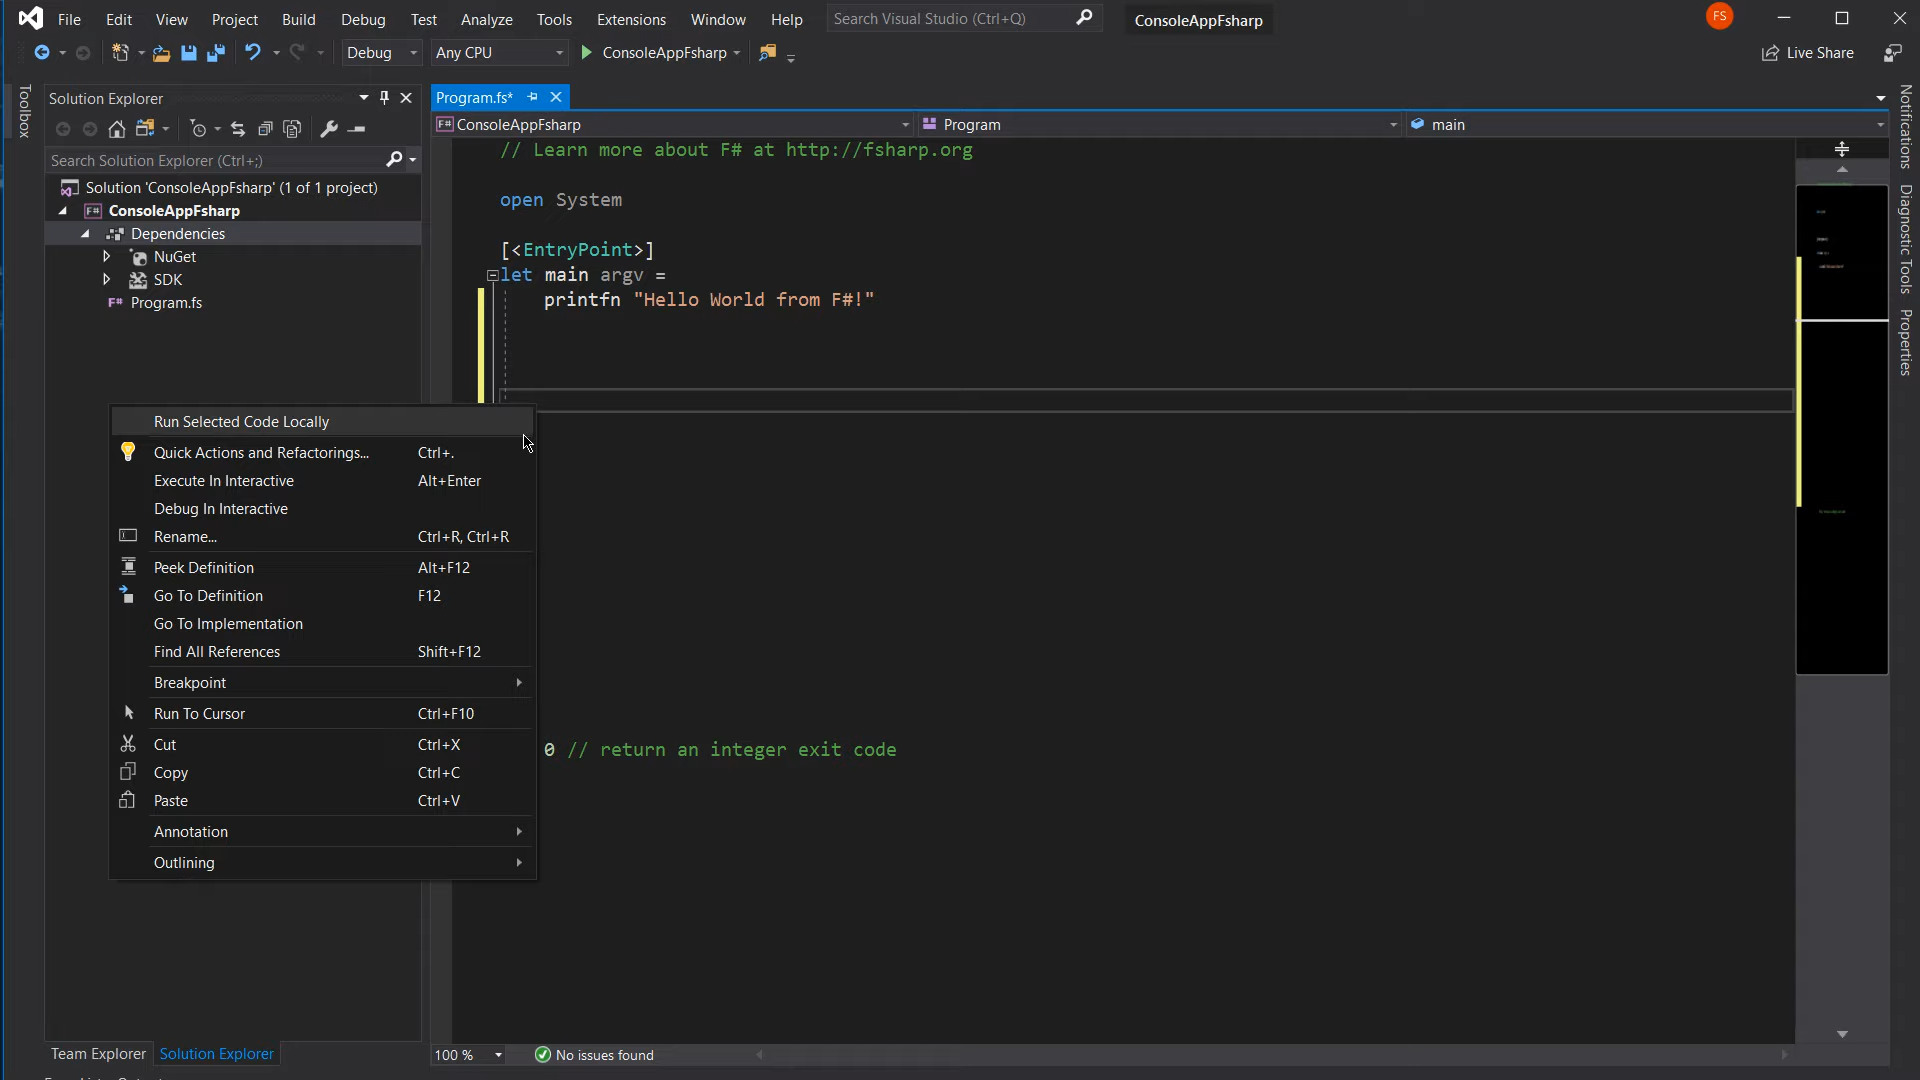 File Edit View Project Build Debug Test Analyze Tools Extensions Window Help Search Visual Studio (Ctrl+Q) ConsoleAppFsharp FS
Debug Any CPU ConsoleAppFsharp Live Share
Toolbox
Solution Explorer
Search Solution Explorer (Ctrl+;)
Solution 'ConsoleAppFsharp' (1 of 1 project)
F# ConsoleAppFsharp
Dependencies
NuGet
SDK
F# Program.fs
Program.fs*
F# ConsoleAppFsharp Program main
// Learn more about F# at http://fsharp.org
open System
[<EntryPoint>]
let main argv =
printfn "Hello World from F#!"
0 // return an integer exit code
Run Selected Code Locally
Quick Actions and Refactorings... Ctrl+.
Execute In Interactive Alt+Enter
Debug In Interactive
Rename... Ctrl+R, Ctrl+R
Peek Definition Alt+F12
Go To Definition F12
Go To Implementation
Find All References Shift+F12
Breakpoint
Run To Cursor Ctrl+F10
Cut Ctrl+X
Copy Ctrl+C
Paste Ctrl+V
Annotation
Outlining
Notifications
Diagnostic Tools
Properties
Team Explorer Solution Explorer
100 % No issues found